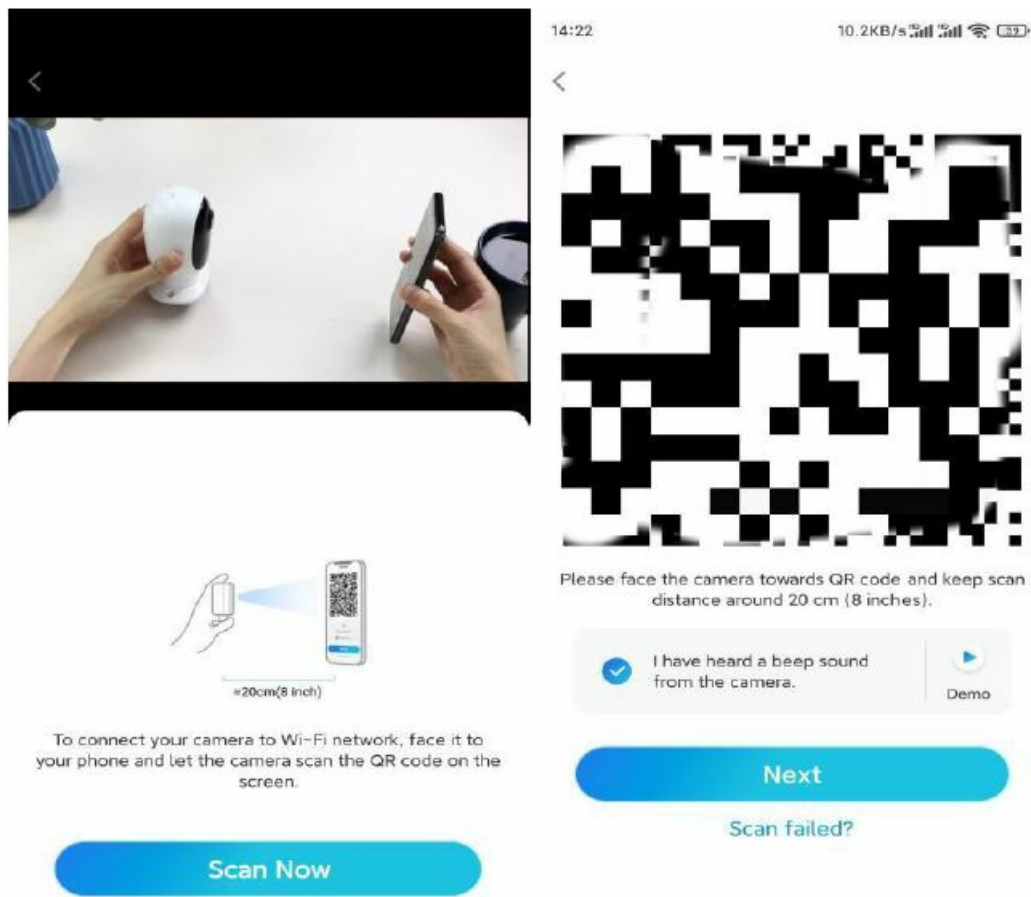 ≈20cm(8 inch)
To connect your camera to Wi-Fi network, face it to
your phone and let the camera scan the QR code on the
screen.
Scan Now
14:22
10.2KB/s
39
Please face the camera towards QR code and keep scan
distance around 20 cm (8 inches).
I have heard a beep sound
from the camera.
Demo
Next
Scan failed?